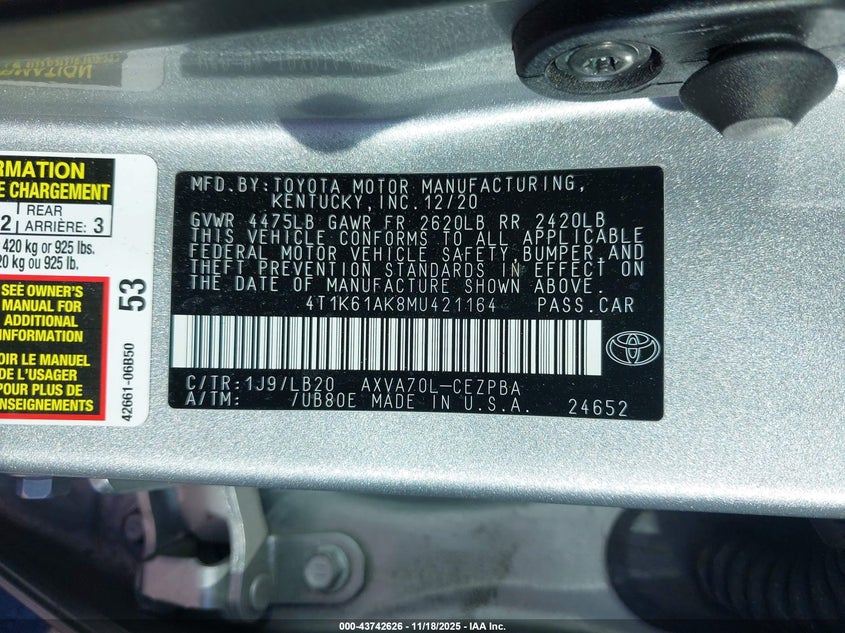 NOITAM
RMATION
E CHARGEMENT
2 | REAR
ARRIÈRE: 3
420 kg or 925 lbs.
20 kg ou 925 lb.
SEE OWNER'S
MANUAL FOR
ADDITIONAL
INFORMATION
OIR LE MANUEL
DE L'USAGER
POUR PLUS DE
ENSEIGNEMENTS
53
42661-06B50
MFD.BY: TOYOTA MOTOR MANUFACTURING,
KENTUCKY, INC. 12/20
GVWR 4475LB GAWR FR 2620LB RR 2420LB
THIS VEHICLE CONFORMS TO ALL APPLICABLE
FEDERAL MOTOR VEHICLE SAFETY, BUMPER, AND
THEFT PREVENTION STANDARDS IN EFFECT ON
THE DATE OF MANUFACTURE SHOWN ABOVE.
4T1K61AK8MU421164 PASS.CAR
C/TR: 1J9/LB20 AXVA70L-CEZPBA
A/TM: /UB80E MADE IN U.S.A. 24652
000-43742626 - 11/18/2025 - IAA Inc.